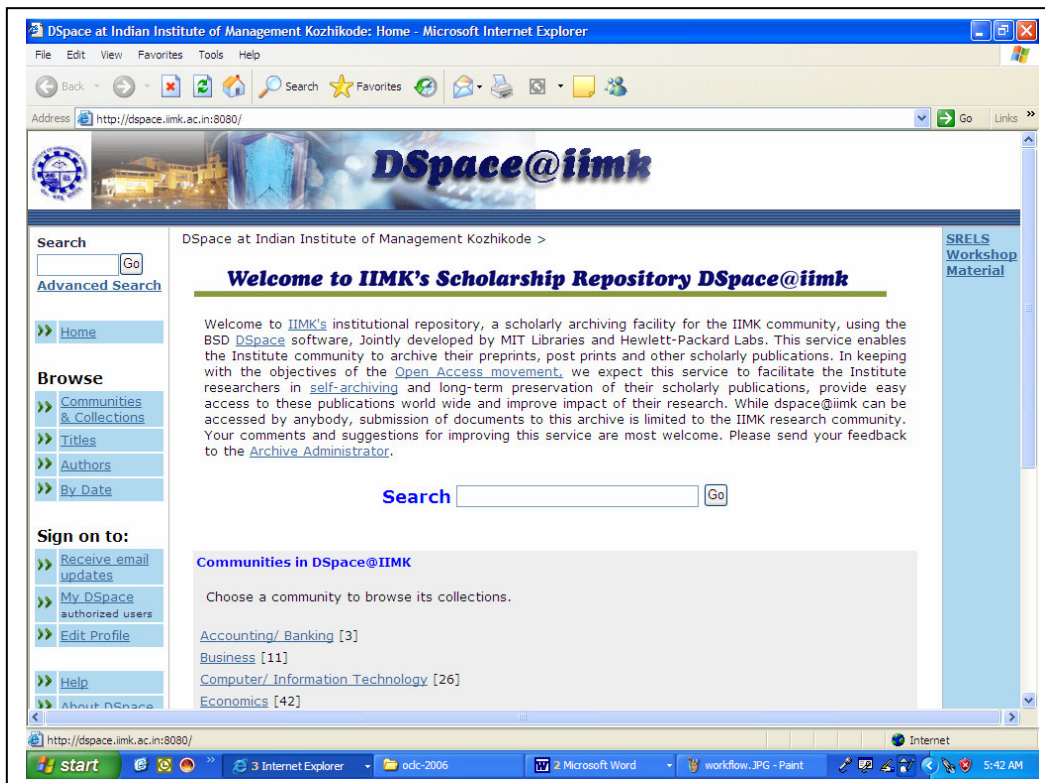 DSpace at Indian Institute of Management Kozhikode: Home - Microsoft Internet Explorer
File Edit View Favorites Tools Help
Back Search Favorites
Address http://dspace.iimk.ac.in:8080/ Go Links »
DSpace@iimk
Search
Go
Advanced Search
Home
Browse
Communities
& Collections
Titles
Authors
By Date
Sign on to:
Receive email
updates
My DSpace
authorized users
Edit Profile
Help
About DSpace
DSpace at Indian Institute of Management Kozhikode >
Welcome to IIMK's Scholarship Repository DSpace@iimk
Welcome to IIMK's institutional repository, a scholarly archiving facility for the IIMK community, using the
BSD DSpace software, Jointly developed by MIT Libraries and Hewlett-Packard Labs. This service enables
the Institute community to archive their preprints, post prints and other scholarly publications. In keeping
with the objectives of the Open Access movement, we expect this service to facilitate the Institute
researchers in self-archiving and long-term preservation of their scholarly publications, provide easy
access to these publications world wide and improve impact of their research. While dspace@iimk can be
accessed by anybody, submission of documents to this archive is limited to the IIMK research community.
Your comments and suggestions for improving this service are most welcome. Please send your feedback
to the Archive Administrator.
Search Go
Communities in DSpace@IIMK
Choose a community to browse its collections.
Accounting/ Banking [3]
Business [11]
Computer/ Information Technology [26]
Economics [42]
SRELS
Workshop
Material
http://dspace.iimk.ac.in:8080/ Internet
start » 3 Internet Explorer odc-2006 2 Microsoft Word workflow.JPG - Paint 5:42 AM